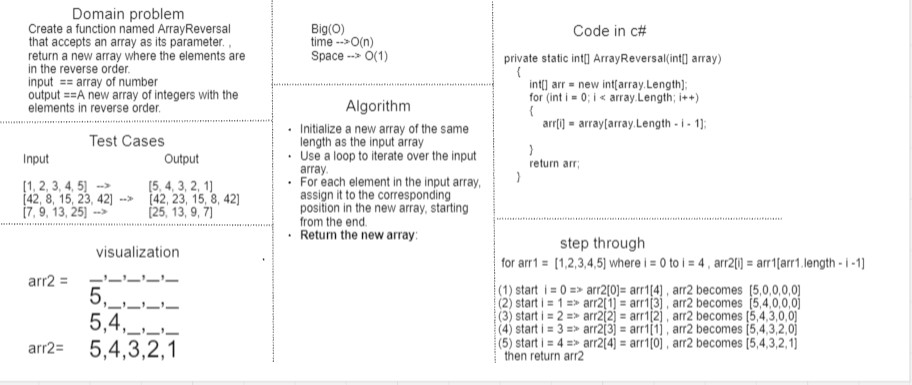 Domain problem
Create a function named ArrayReversal
that accepts an array as its parameter. ,
return a new array where the elements are
in the reverse order.
input == array of number
output ==A new array of integers with the
elements in reverse order.
Test Cases
Input Output
[1, 2, 3, 4, 5] --> [5, 4, 3, 2, 1]
[42, 8, 15, 23, 42] --> [42, 23, 15, 8, 42]
[7, 9, 13, 25] --> [25, 13, 9, 7]
visualization
arr2 = _,_,_,_,_
5,_,_,_,_
5,4,_,_,_
arr2= 5,4,3,2,1
Big(O)
time -->O(n)
Space --> O(1)
Algorithm
• Initialize a new array of the same
length as the input array
• Use a loop to iterate over the input
array.
• For each element in the input array,
assign it to the corresponding
position in the new array, starting
from the end.
• Return the new array:
Code in c#
private static int[] ArrayReversal(int[] array)
{
int[] arr = new int[array.Length];
for (int i = 0; i < array.Length; i++)
{
arr[i] = array[array.Length - i - 1];
}
return arr;
}
step through
for arr1 = [1,2,3,4,5] where i = 0 to i = 4 , arr2[i] = arr1[arr1.length - i -1]
(1) start i = 0 => arr2[0]= arr1[4] , arr2 becomes [5,0,0,0,0]
(2) start i = 1 => arr2[1] = arr1[3] , arr2 becomes [5,4,0,0,0]
(3) start i = 2 => arr2[2] = arr1[2] , arr2 becomes [5,4,3,0,0]
(4) start i = 3 => arr2[3] = arr1[1] , arr2 becomes [5,4,3,2,0]
(5) start i = 4 => arr2[4] = arr1[0] , arr2 becomes [5,4,3,2,1]
then return arr2